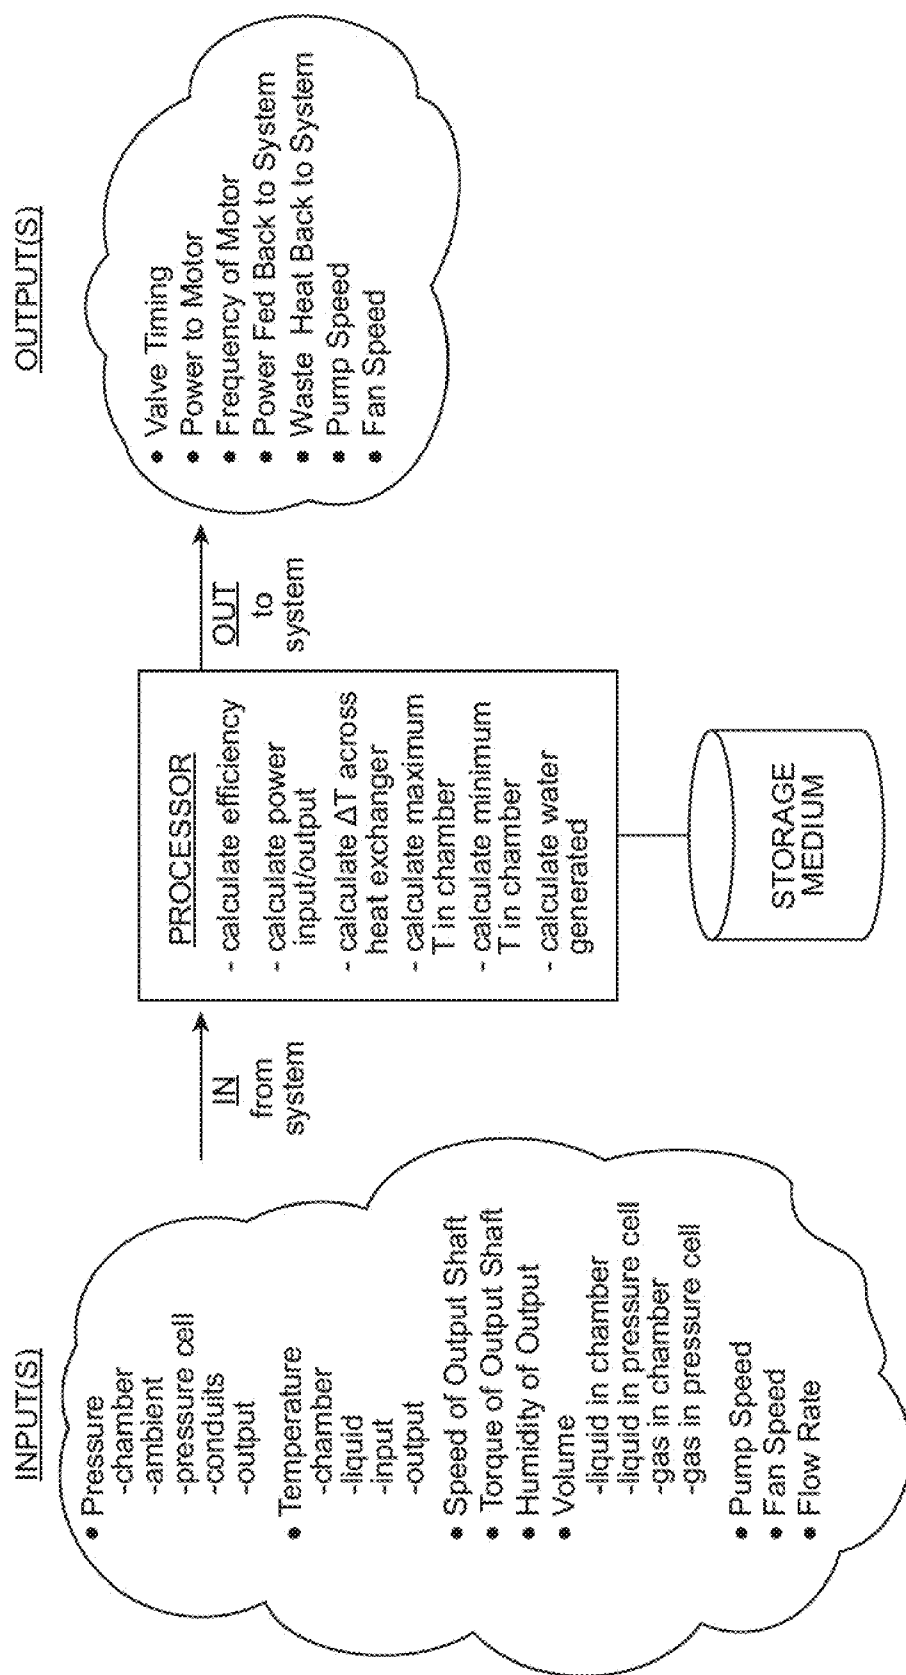 INPUT(S)
● Pressure
-chamber
-ambient
-pressure cell
-conduits
-output
● Temperature
-chamber
-liquid
-input
-output
● Speed of Output Shaft
● Torque of Output Shaft
● Humidity of Output
● Volume
-liquid in chamber
-liquid in pressure cell
-gas in chamber
-gas in pressure cell
● Pump Speed
● Fan Speed
● Flow Rate
IN
from
system
PROCESSOR
- calculate efficiency
- calculate power
input/output
- calculate ΔT across
heat exchanger
- calculate maximum
T in chamber
- calculate minimum
T in chamber
- calculate water
generated
STORAGE
MEDIUM
OUT
to
system
OUTPUT(S)
● Valve Timing
● Power to Motor
● Frequency of Motor
● Power Fed Back to System
● Waste Heat Back to System
● Pump Speed
● Fan Speed